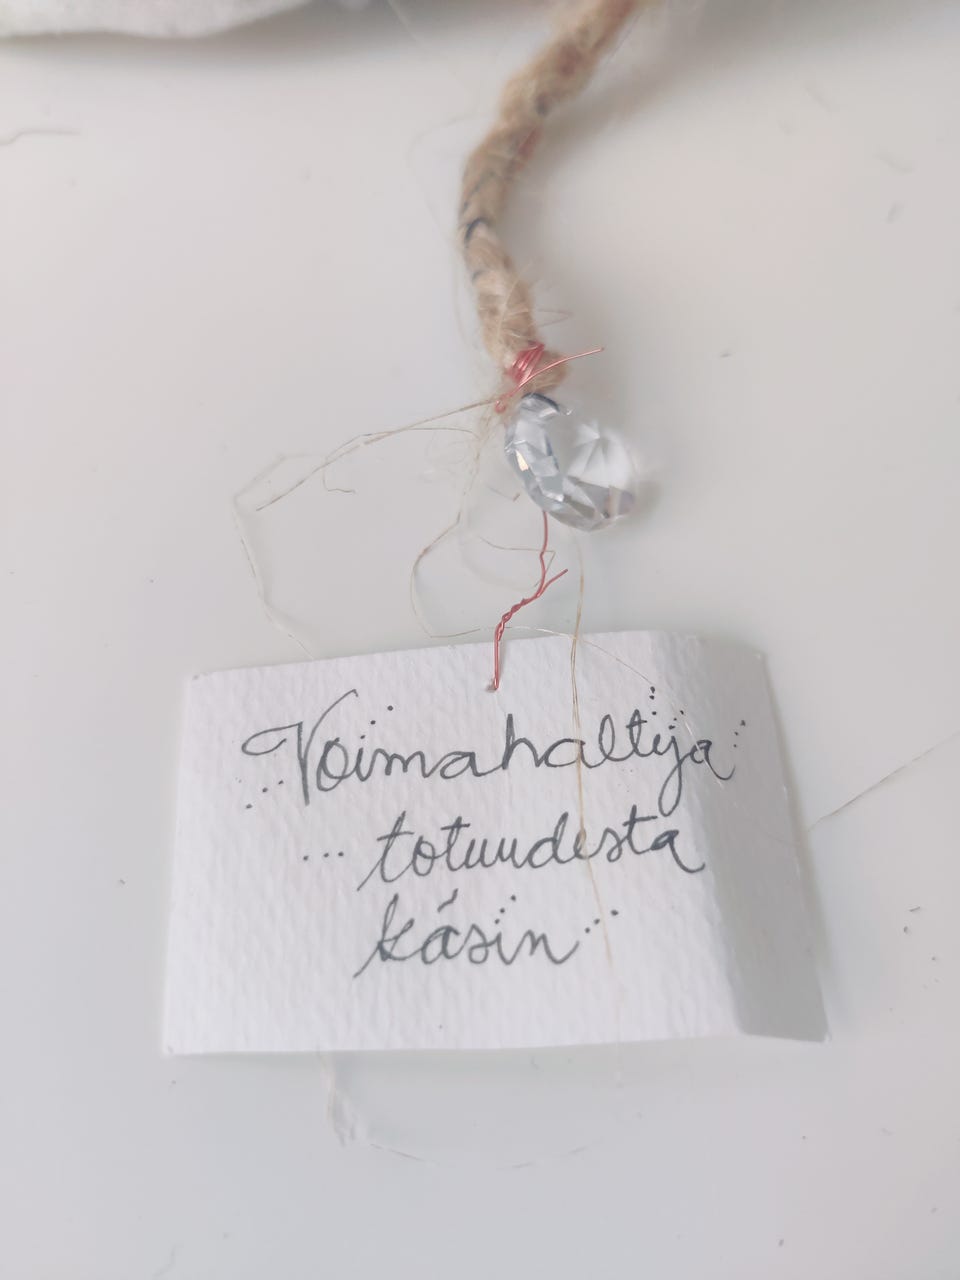 Voimahaltija
... totuudesta
käsin